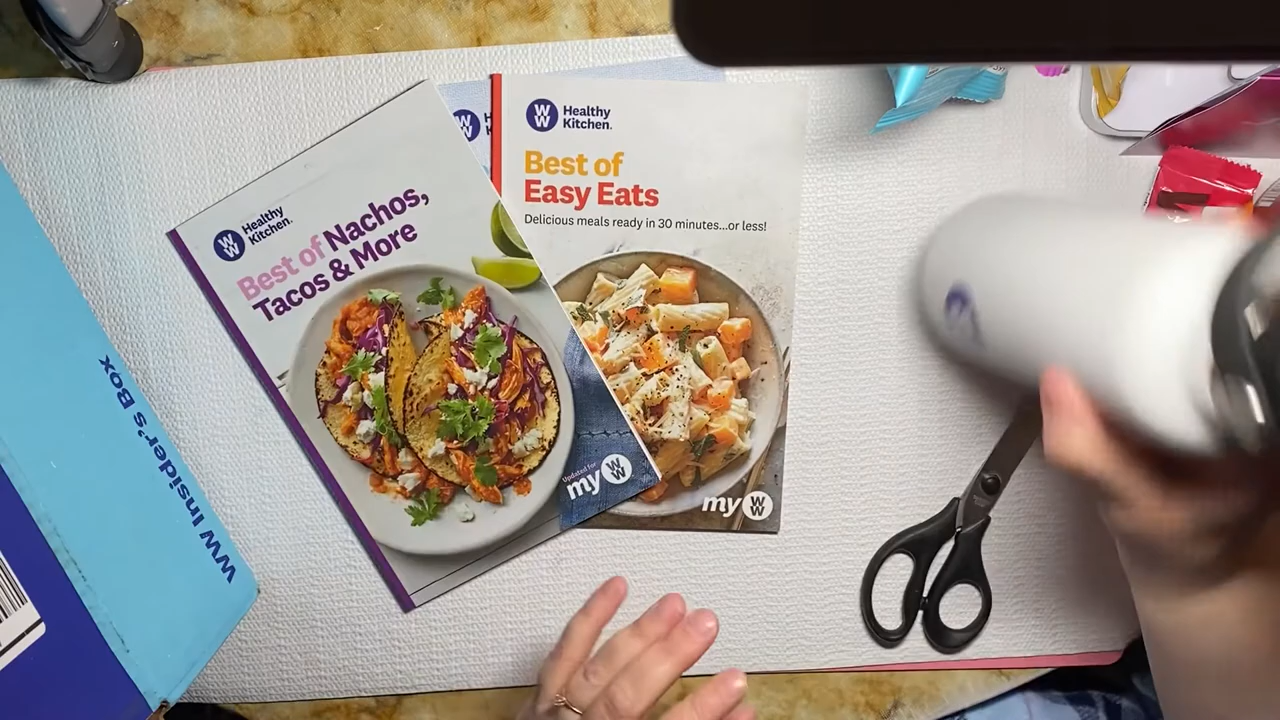 WW Healthy
Kitchen.
Best of Nachos,
Tacos & More
Updated for
my WW
WW H
WW Healthy
Kitchen.
Best of
Easy Eats
Delicious meals ready in 30 minutes...or less!
my WW
WW Insider's Box